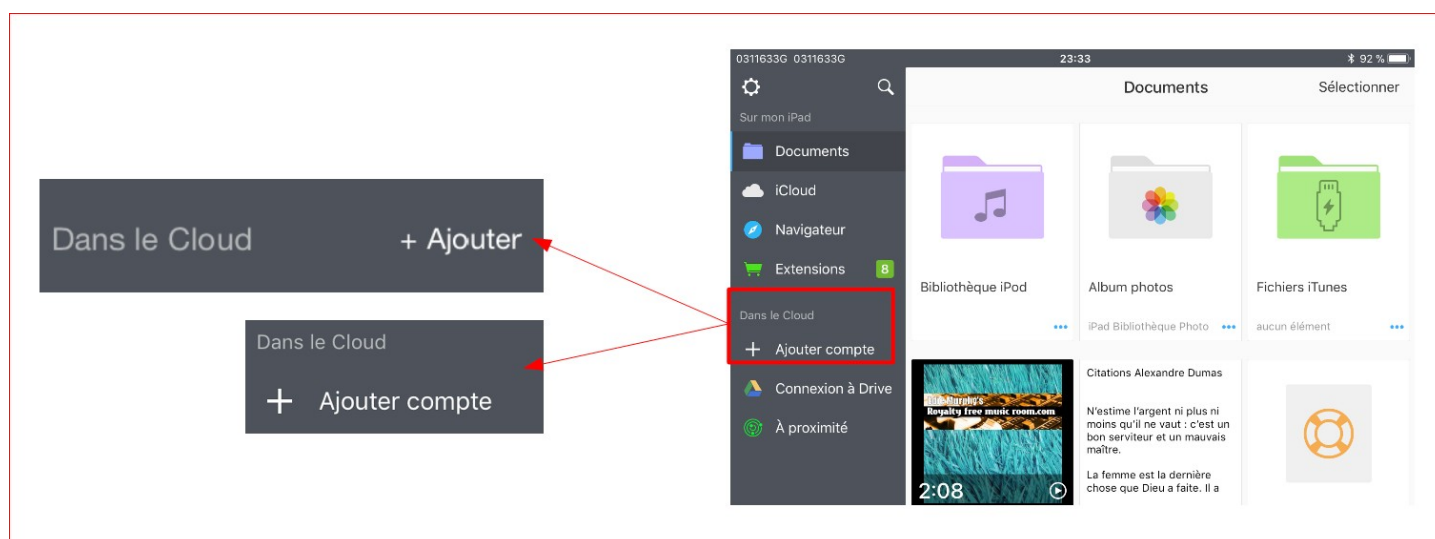 Dans le Cloud
+ Ajouter
Dans le Cloud
+ Ajouter compte
0311633G 0311633G
23:33
92 %
Sur mon iPad
Documents
iCloud
Navigateur
Extensions
8
Dans le Cloud
+ Ajouter compte
Connexion à Drive
À proximité
Documents
Sélectionner
Bibliothèque iPod
Album photos
iPad Bibliothèque Photo
Fichiers iTunes
aucun élément
Royalty free music room.com
2:08
Citations Alexandre Dumas
N'estime l'argent ni plus ni
moins qu'il ne vaut : c'est un
bon serviteur et un mauvais
maître.
La femme est la dernière
chose que Dieu a faite. Il a